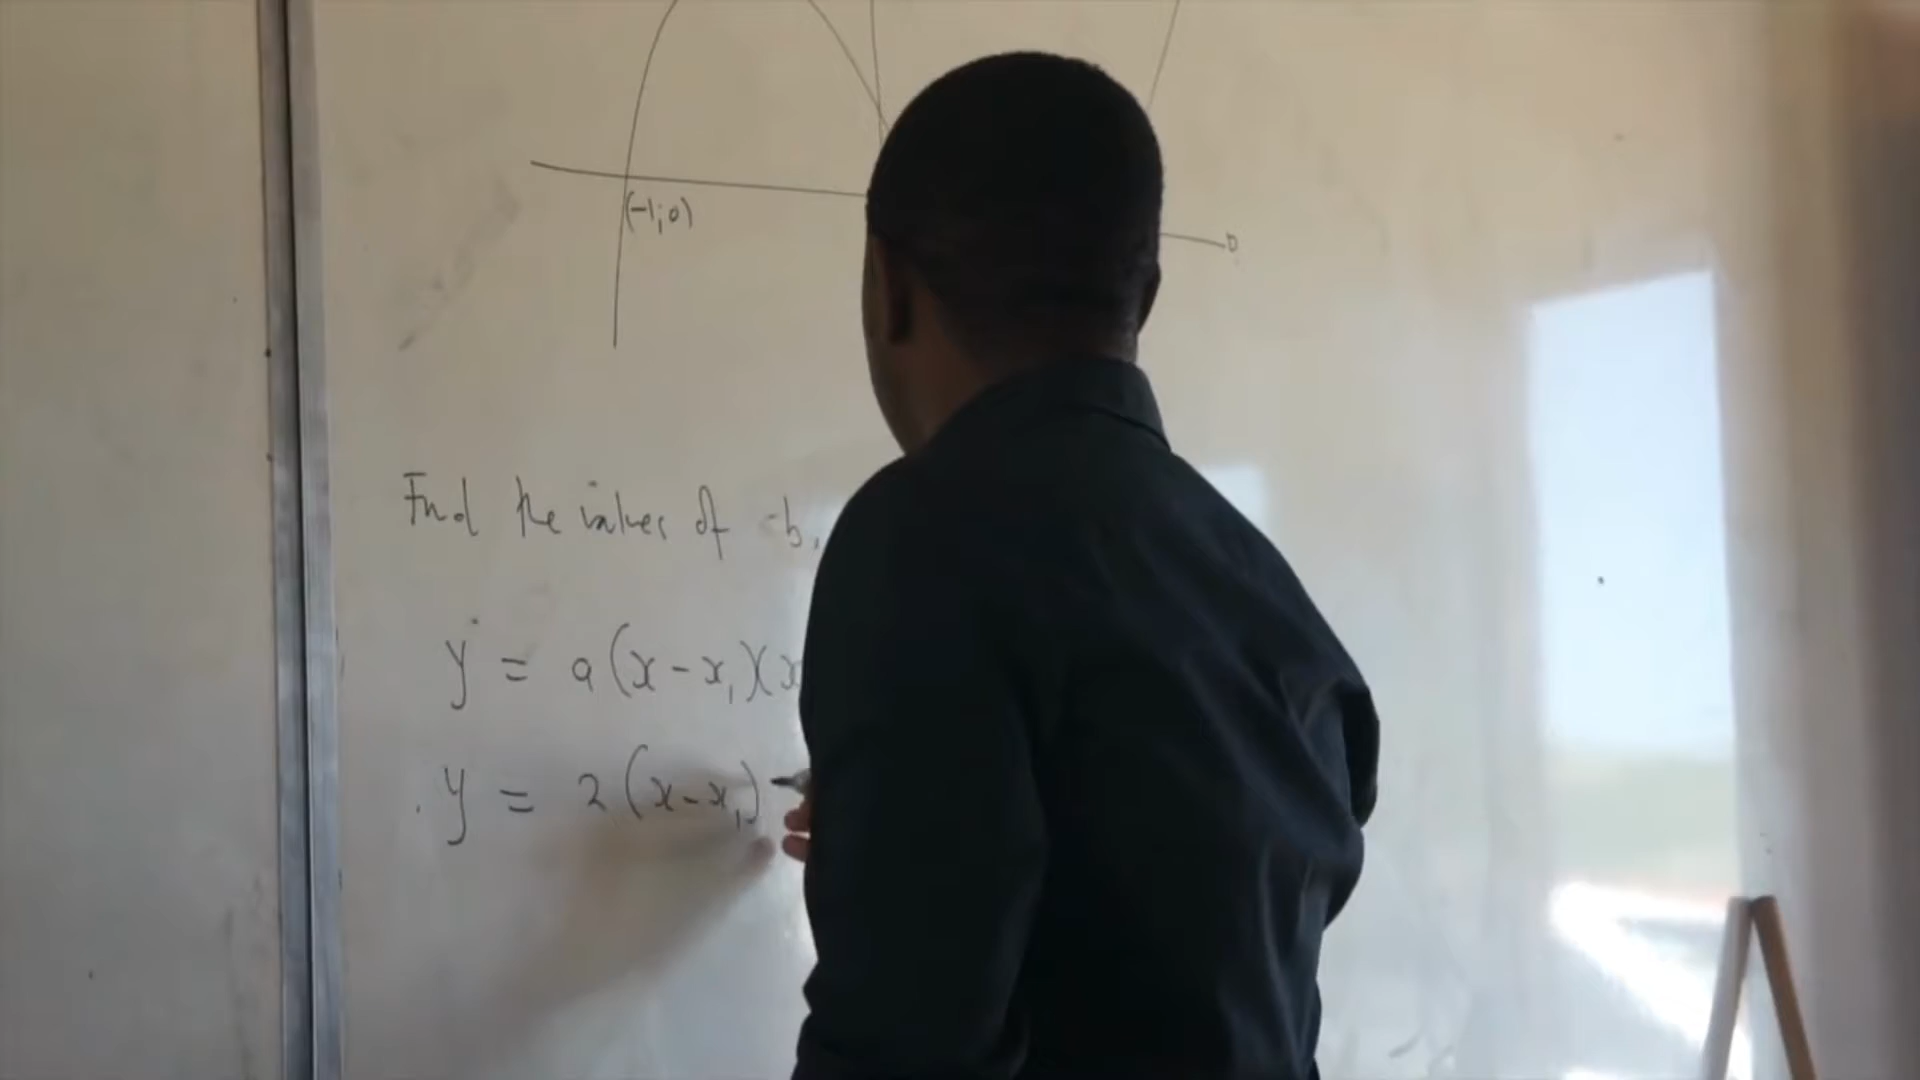 (-1;0)
Find the values of -b,
y = a(x-x₁)(x
y = 2(x-x₁)